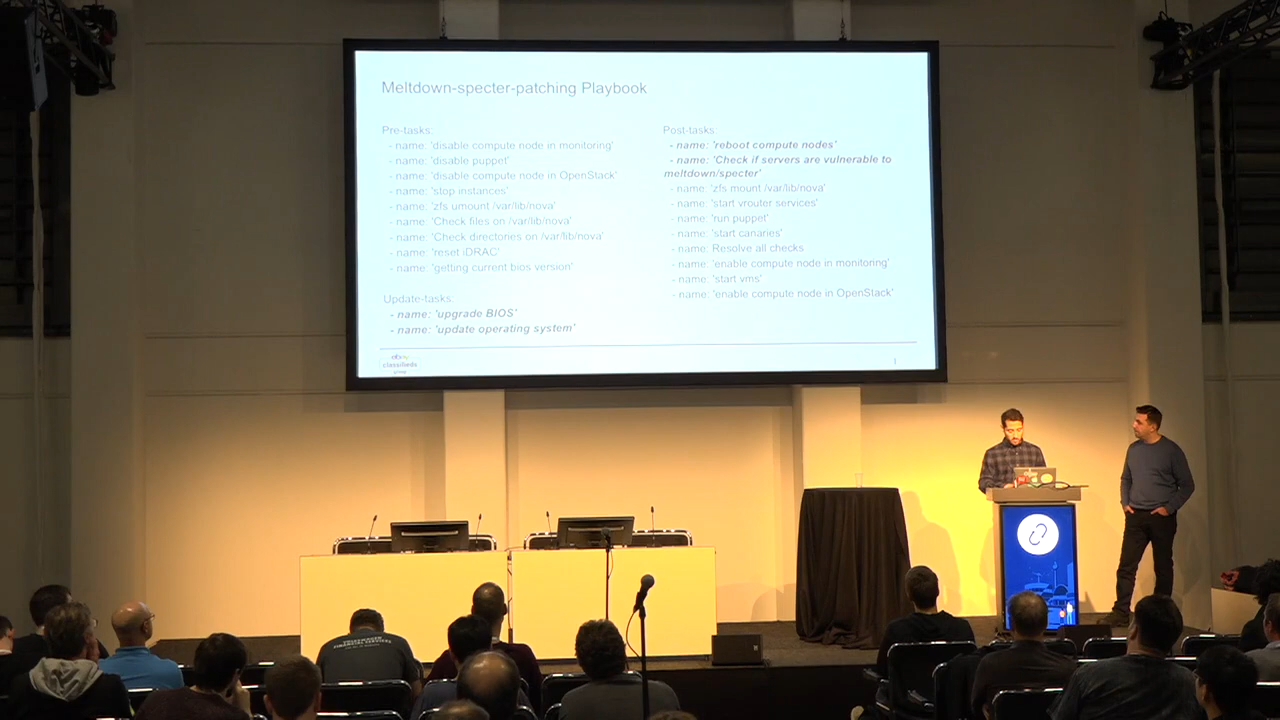 Meltdown-specter-patching Playbook
Pre-tasks:
- name: 'disable compute node in monitoring'
- name: 'disable puppet'
- name: 'disable compute node in OpenStack'
- name: 'stop instances'
- name: 'zfs umount /var/lib/nova'
- name: 'Check files on /var/lib/nova'
- name: 'Check directories on /var/lib/nova'
- name: 'reset iDRAC'
- name: 'getting current bios version'
Update-tasks:
- name: 'upgrade BIOS'
- name: 'update operating system'
Post-tasks:
- name: 'reboot compute nodes'
- name: 'Check if servers are vulnerable to
meltdown/specter'
- name: 'zfs mount /var/lib/nova'
- name: 'start vrouter services'
- name: 'run puppet'
- name: 'start canaries'
- name: Resolve all checks
- name: 'enable compute node in monitoring'
- name: 'start vms'
- name: 'enable compute node in OpenStack'
ebay
classifieds
group